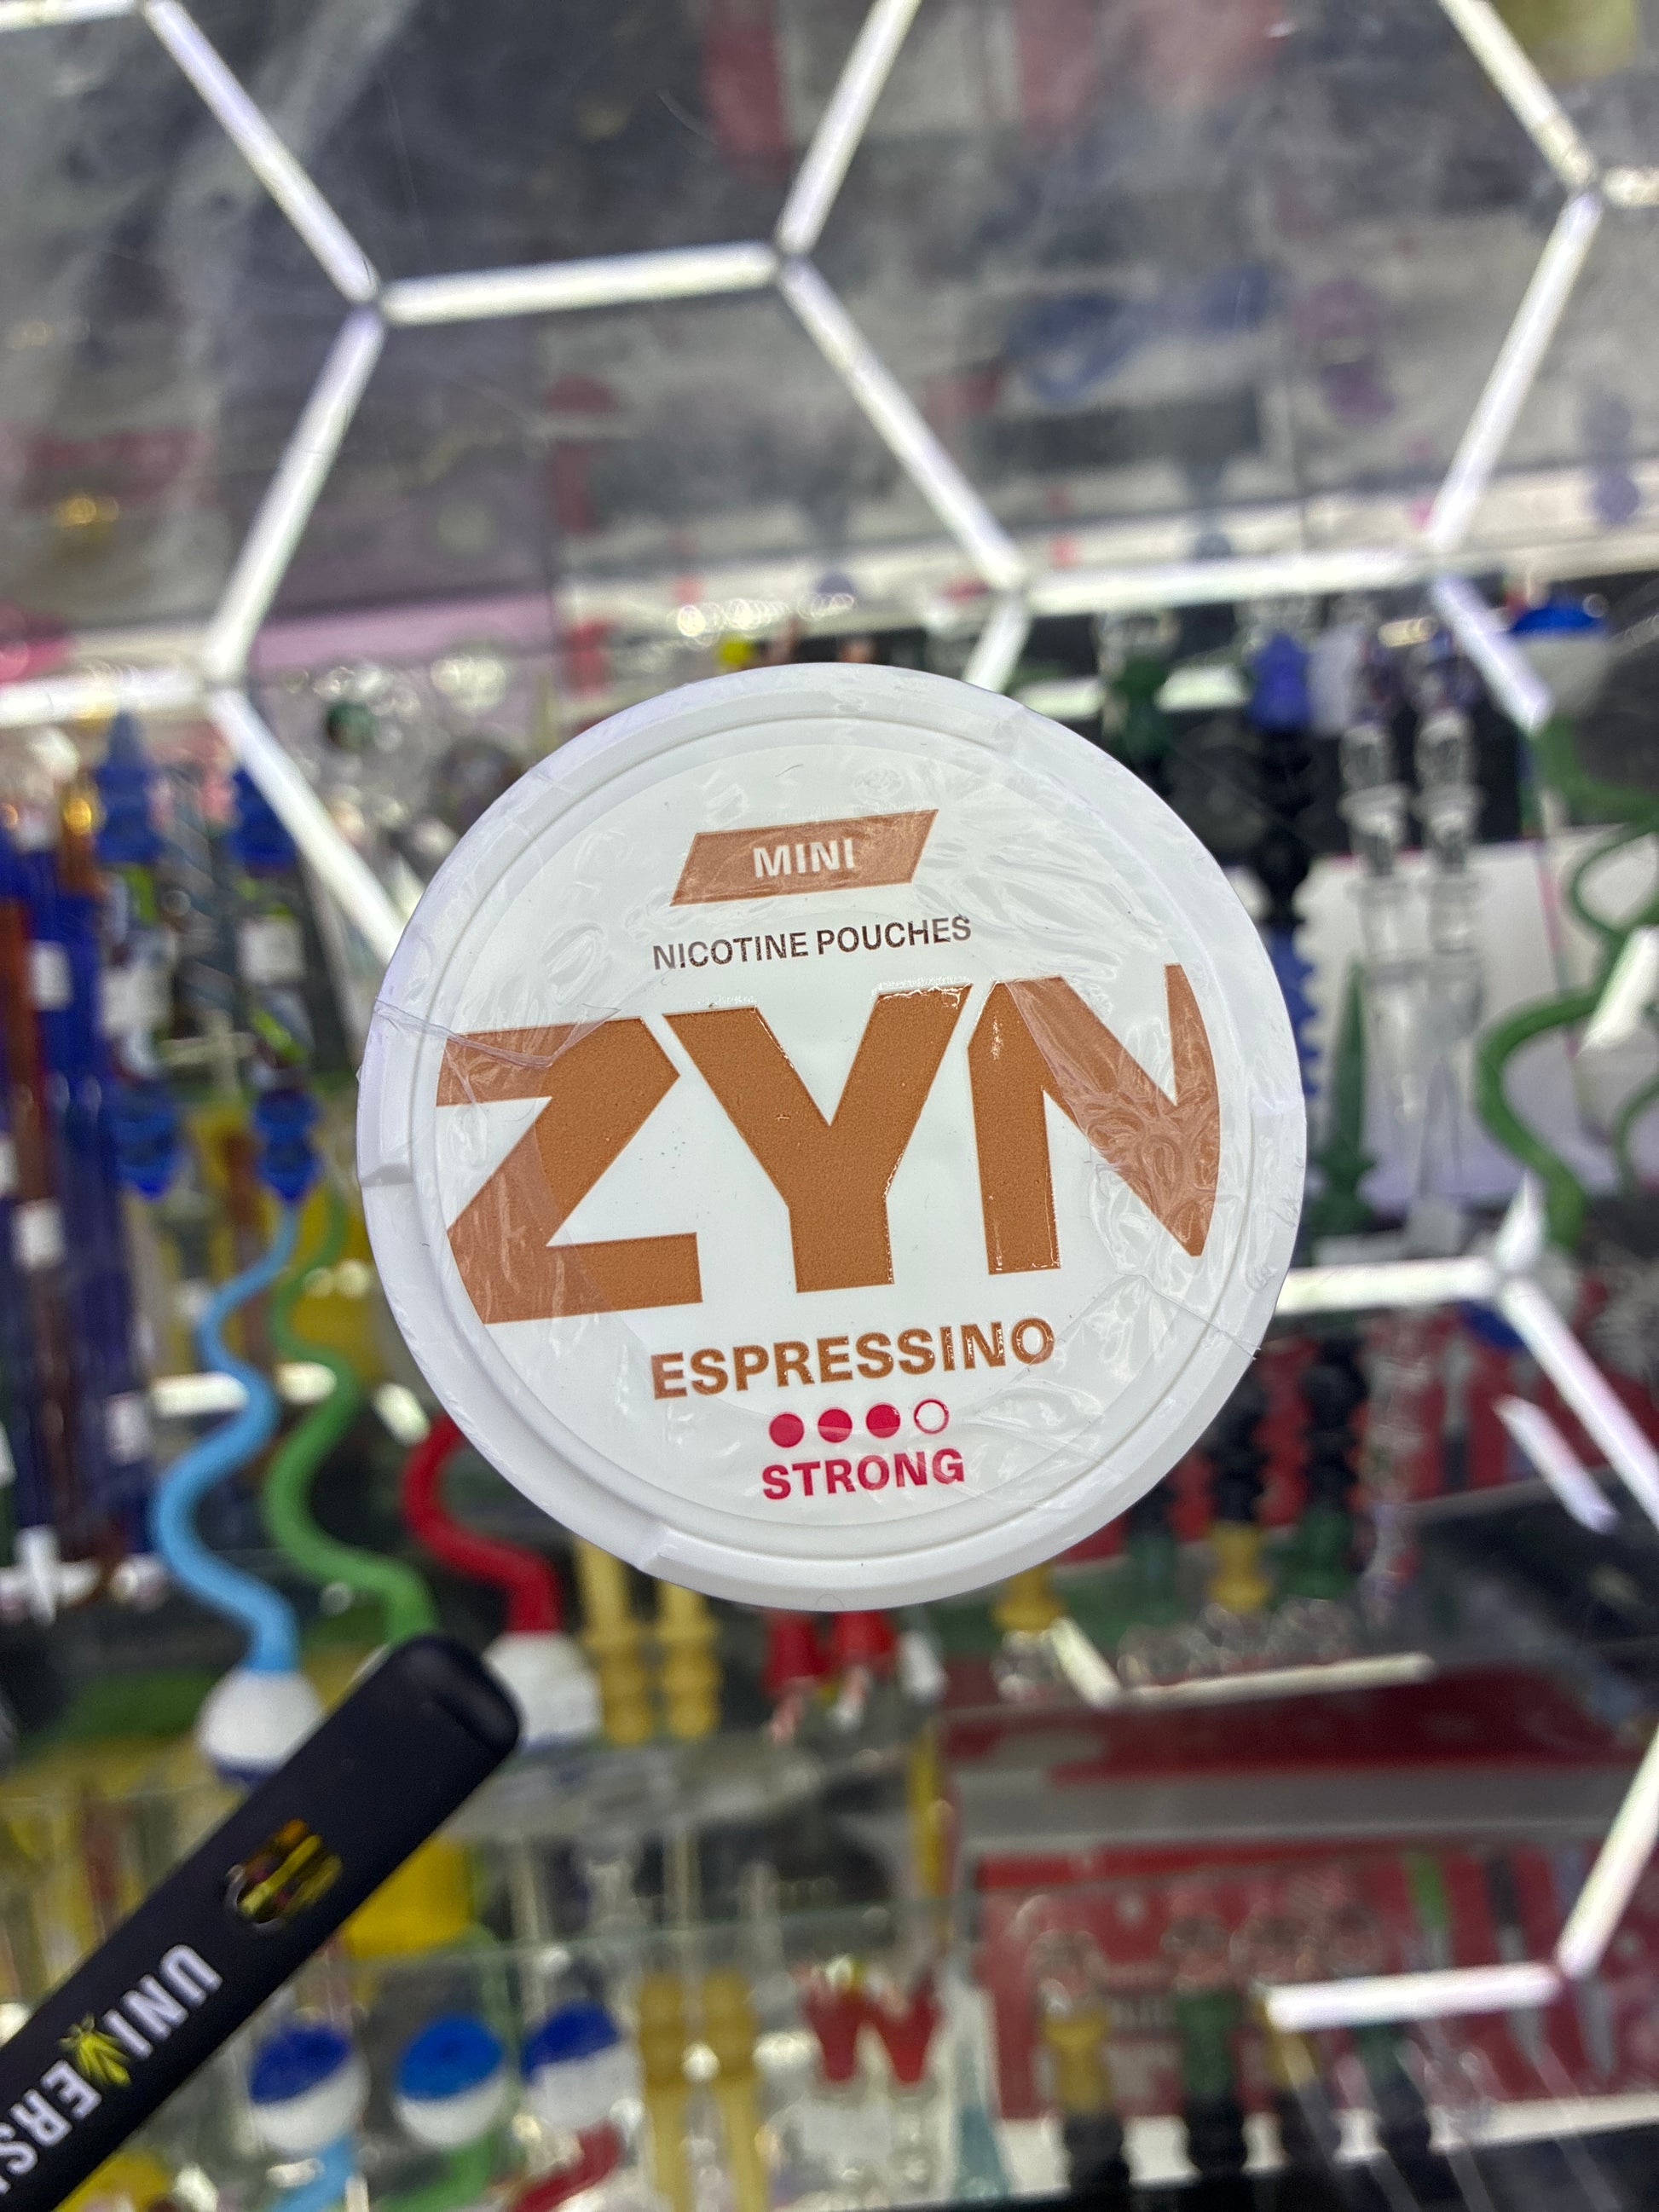 MINI
NICOTINE POUCHES
ZYN
ESPRESSINO
STRONG